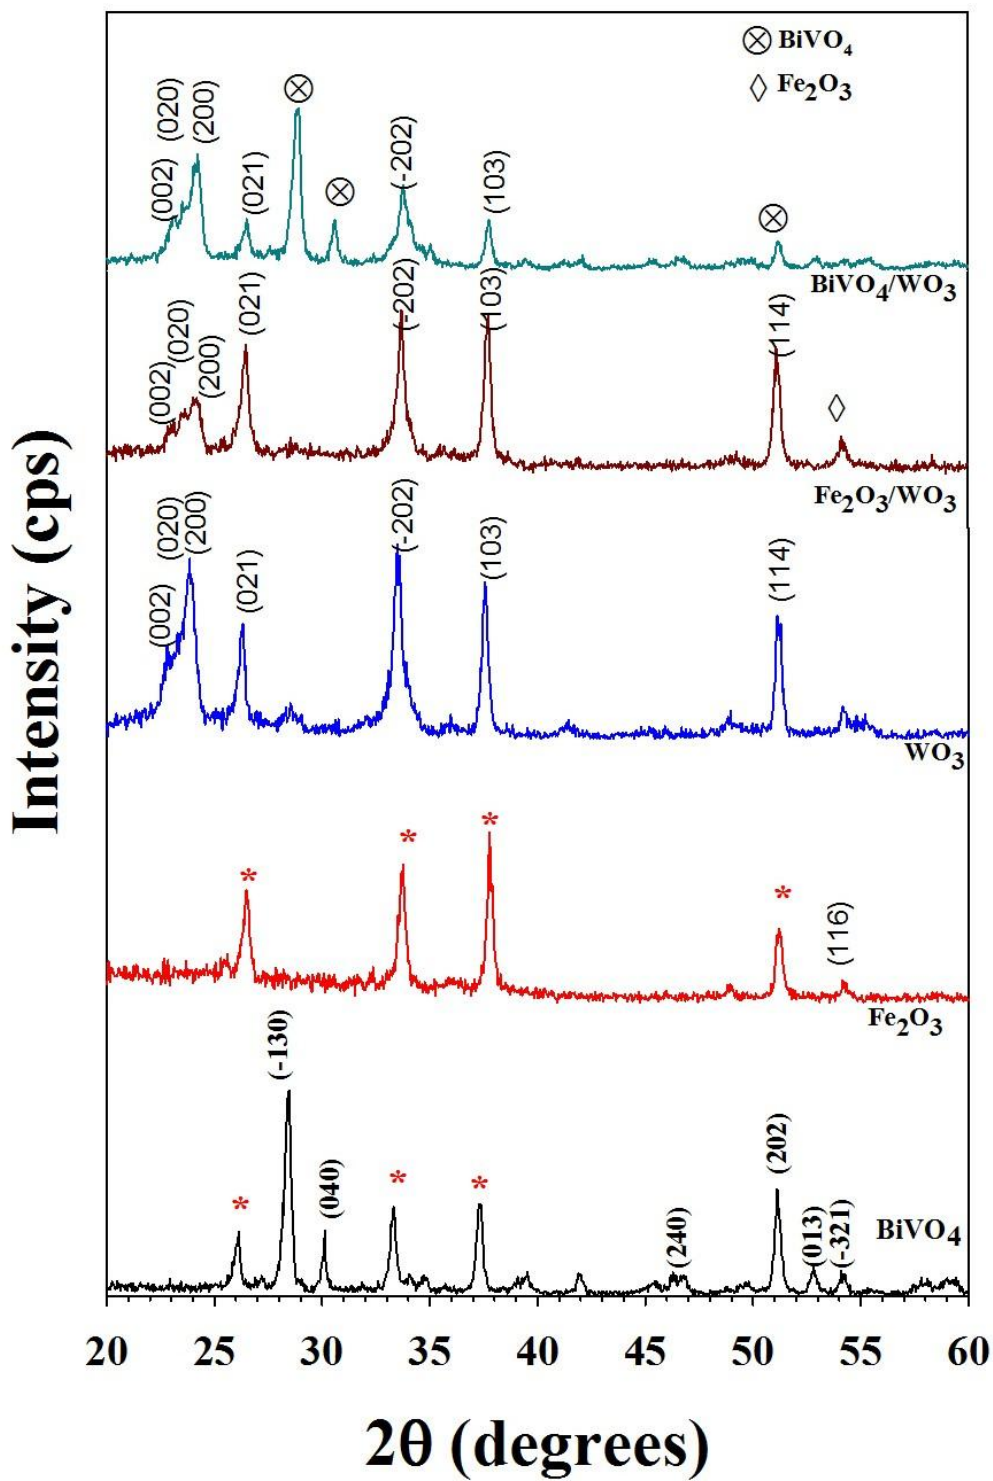 ⊗ BiVO4
◊ Fe2O3
(002) (020) (200) (021) ⊗ ⊗ (-202) (103) ⊗
BiVO4/WO3
(002) (020) (200) (021) (-202) (103) (114) ◊
Fe2O3/WO3
(002) (020) (200) (021) (-202) (103) (114)
WO3
* * * * (116)
Fe2O3
* (-130) (040) * * (240) (202) (013) (-321)
BiVO4
Intensity (cps)
20 25 30 35 40 45 50 55 60
2θ (degrees)